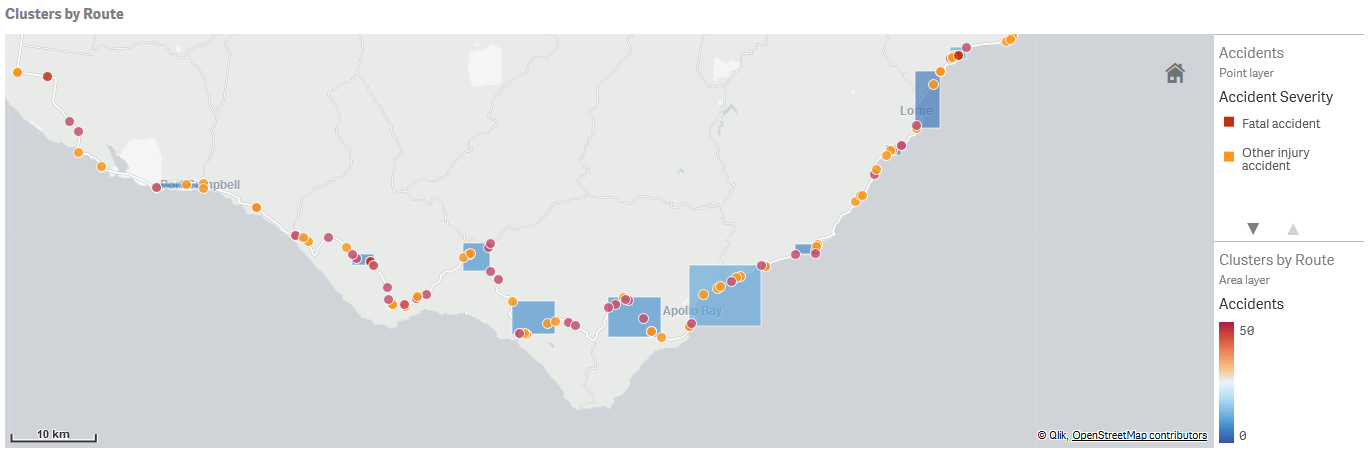 Clusters by Route
Accidents
Point layer
Accident Severity
Fatal accident
Other injury
accident
Lorne
Port Campbell
Apollo Bay
Clusters by Route
Area layer
Accidents
50
0
10 km
© Qlik, OpenStreetMap contributors